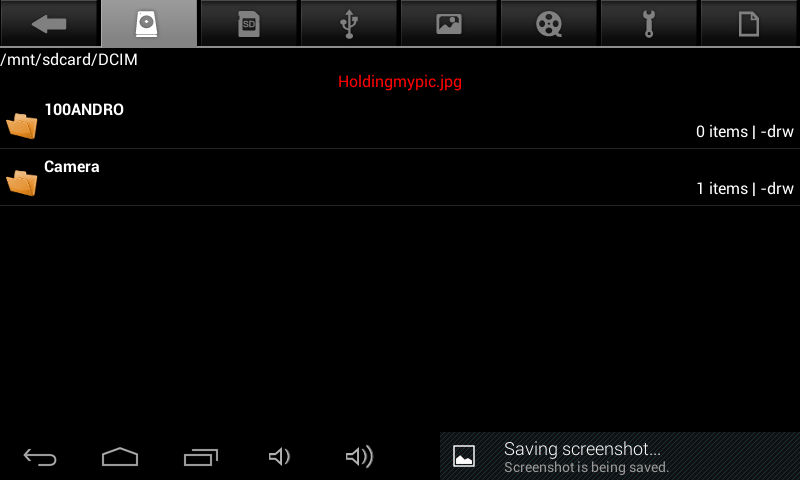 SD
/mnt/sdcard/DCIM
Holdingmypic.jpg
100ANDRO
0 items | -drw
Camera
1 items | -drw
Saving screenshot...
Screenshot is being saved.